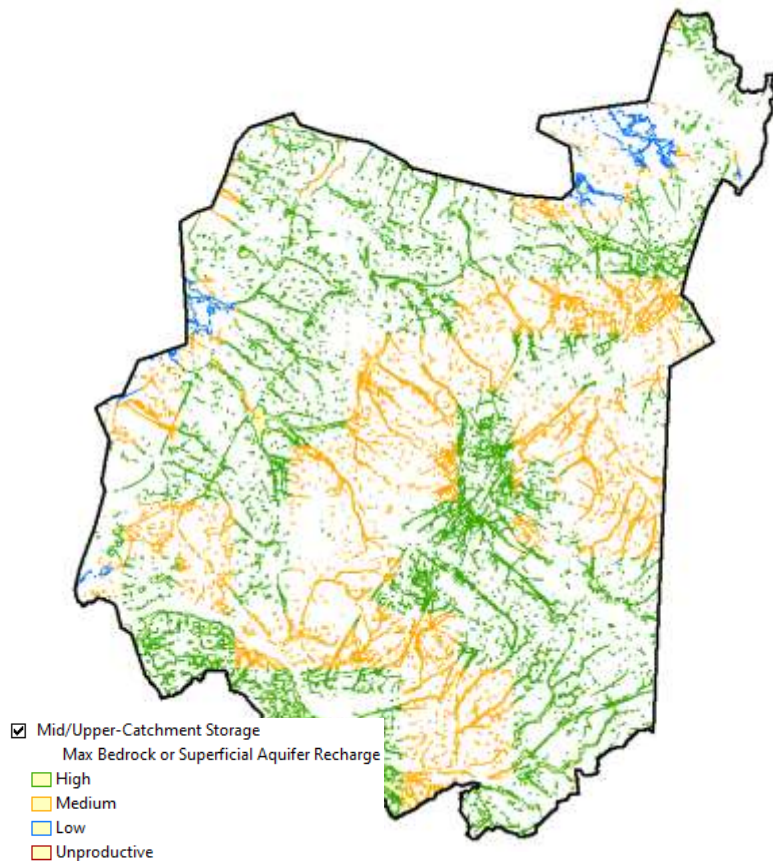 Mid/Upper-Catchment Storage
Max Bedrock or Superficial Aquifer Recharge
High
Medium
Low
Unproductive